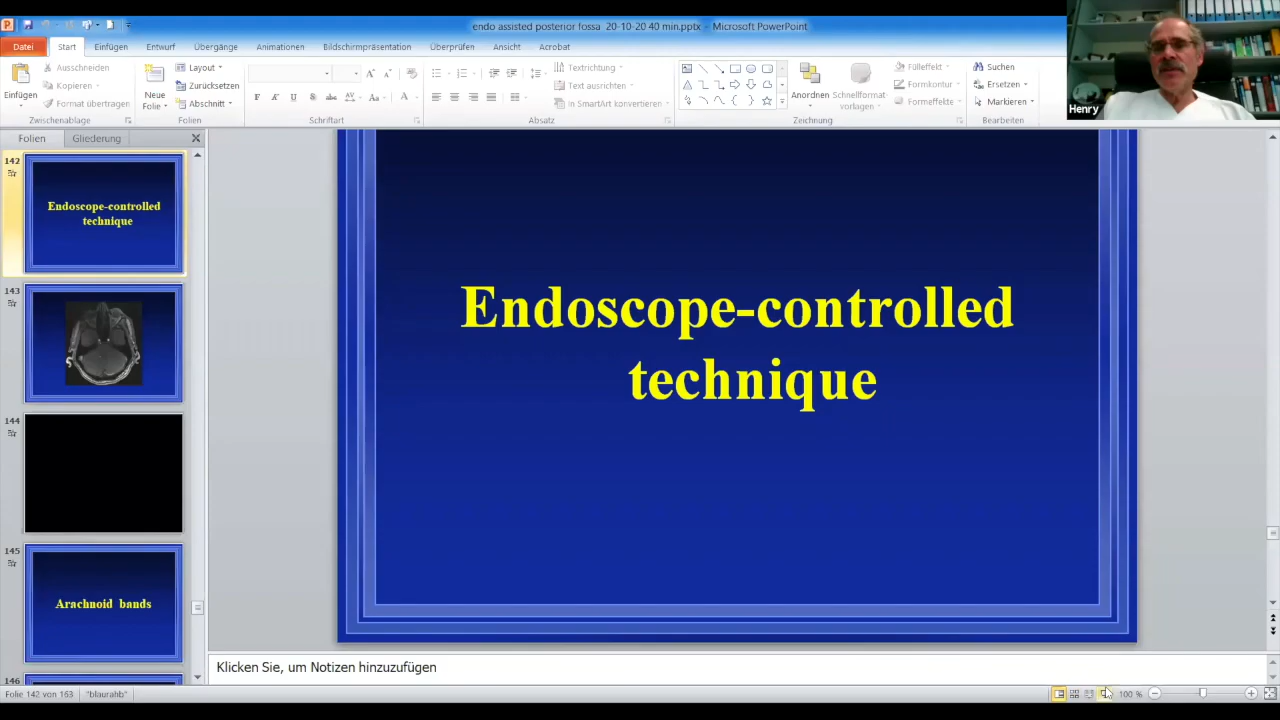 endo assisted posterior fossa 20-10-20 40 min.pptx - Microsoft PowerPoint
Datei Start Einfügen Entwurf Übergänge Animationen Bildschirmpräsentation Überprüfen Ansicht Acrobat
Einfügen
Ausschneiden
Kopieren
Format übertragen
Zwischenablage
Neue
Folie
Layout
Zurücksetzen
Abschnitt
Folien
Schriftart
Textrichtung
Text ausrichten
In SmartArt konvertieren
Absatz
Anordnen
Schnellformat-
vorlagen
Fülleffekt
Formkontur
Formeffekte
Zeichnung
Suchen
Ersetzen
Markieren
Bearbeiten
Henry
Folien Gliederung
142
Endoscope-controlled
technique
143
144
145
Arachnoid bands
146
Endoscope-controlled
technique
Klicken Sie, um Notizen hinzuzufügen
Folie 142 von 163 "blaurahb" 100 %